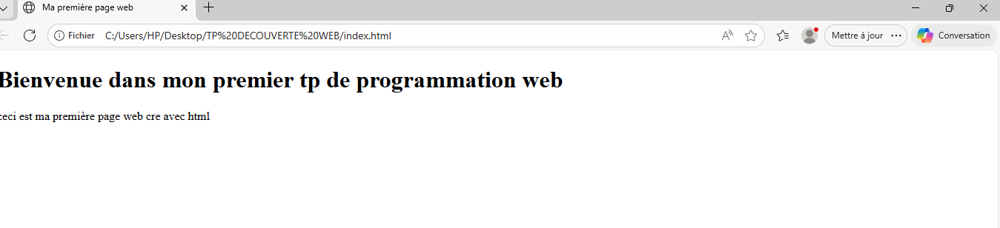 Ma première page web
Fichier C:/Users/HP/Desktop/TP%20DECOUVERTE%20WEB/index.html
Mettre à jour
Conversation
Bienvenue dans mon premier tp de programmation web
ceci est ma première page web cre avec html